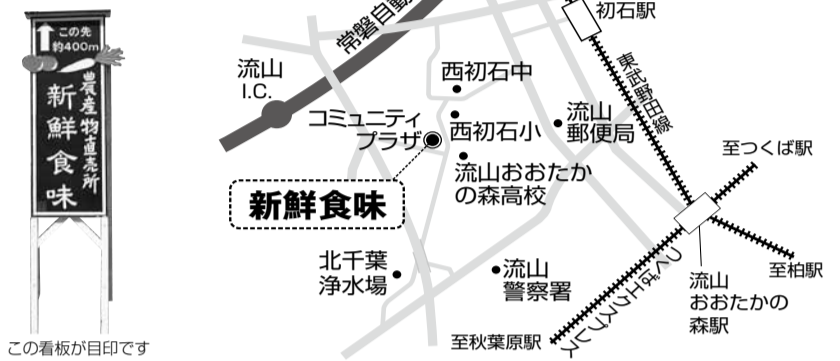 この先
約400m
農産物直売所
新鮮食味
この看板が目印です
初石駅
常磐自動
東武野田線
流山
I.C.
西初石中
コミュニティ
プラザ
西初石小
流山
郵便局
流山おおたか
の森高校
至つくば駅
新鮮食味
北千葉
浄水場
流山
警察署
つくばエクスプレス
流山
おおたかの
森駅
至柏駅
至秋葉原駅